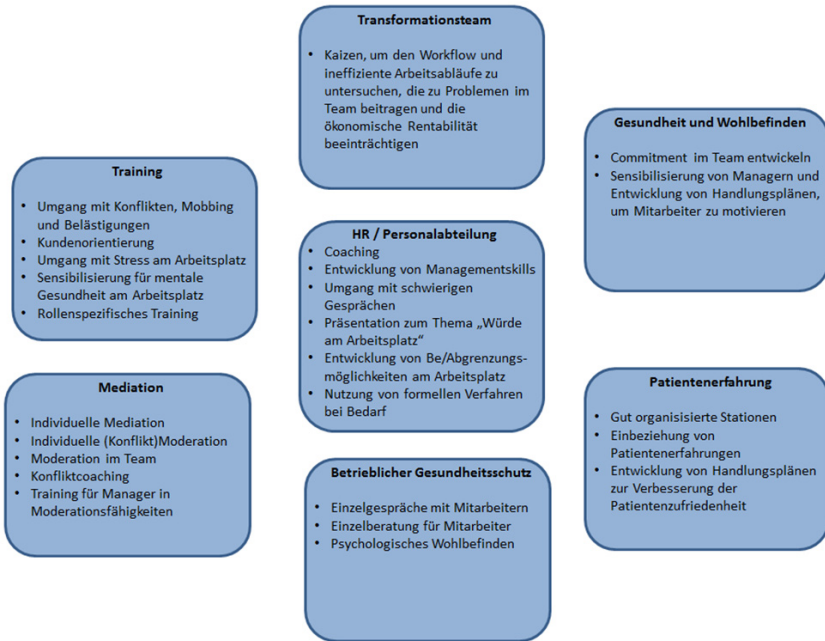 Transformationsteam
• Kaizen, um den Workflow und
ineffiziente Arbeitsabläufe zu
untersuchen, die zu Problemen im
Team beitragen und die
ökonomische Rentabilität
beeinträchtigen
Gesundheit und Wohlbefinden
• Commitment im Team entwickeln
• Sensibilisierung von Managern und
Entwicklung von Handlungsplänen,
um Mitarbeiter zu motivieren
Training
• Umgang mit Konflikten, Mobbing
und Belästigungen
• Kundenorientierung
• Umgang mit Stress am Arbeitsplatz
• Sensibilisierung für mentale
Gesundheit am Arbeitsplatz
• Rollenspezifisches Training
HR / Personalabteilung
• Coaching
• Entwicklung von Managementskills
• Umgang mit schwierigen
Gesprächen
• Präsentation zum Thema „Würde
am Arbeitsplatz“
• Entwicklung von Be/Abgrenzungs-
möglichkeiten am Arbeitsplatz
• Nutzung von formellen Verfahren
bei Bedarf
Mediation
• Individuelle Mediation
• Individuelle (Konflikt)Moderation
• Moderation im Team
• Konfliktcoaching
• Training für Manager in
Moderationsfähigkeiten
Patientenerfahrung
• Gut organisisierte Stationen
• Einbeziehung von
Patientenerfahrungen
• Entwicklung von Handlungsplänen
zur Verbesserung der
Patientenzufriedenheit
Betrieblicher Gesundheitsschutz
• Einzelgespräche mit Mitarbeitern
• Einzelberatung für Mitarbeiter
• Psychologisches Wohlbefinden